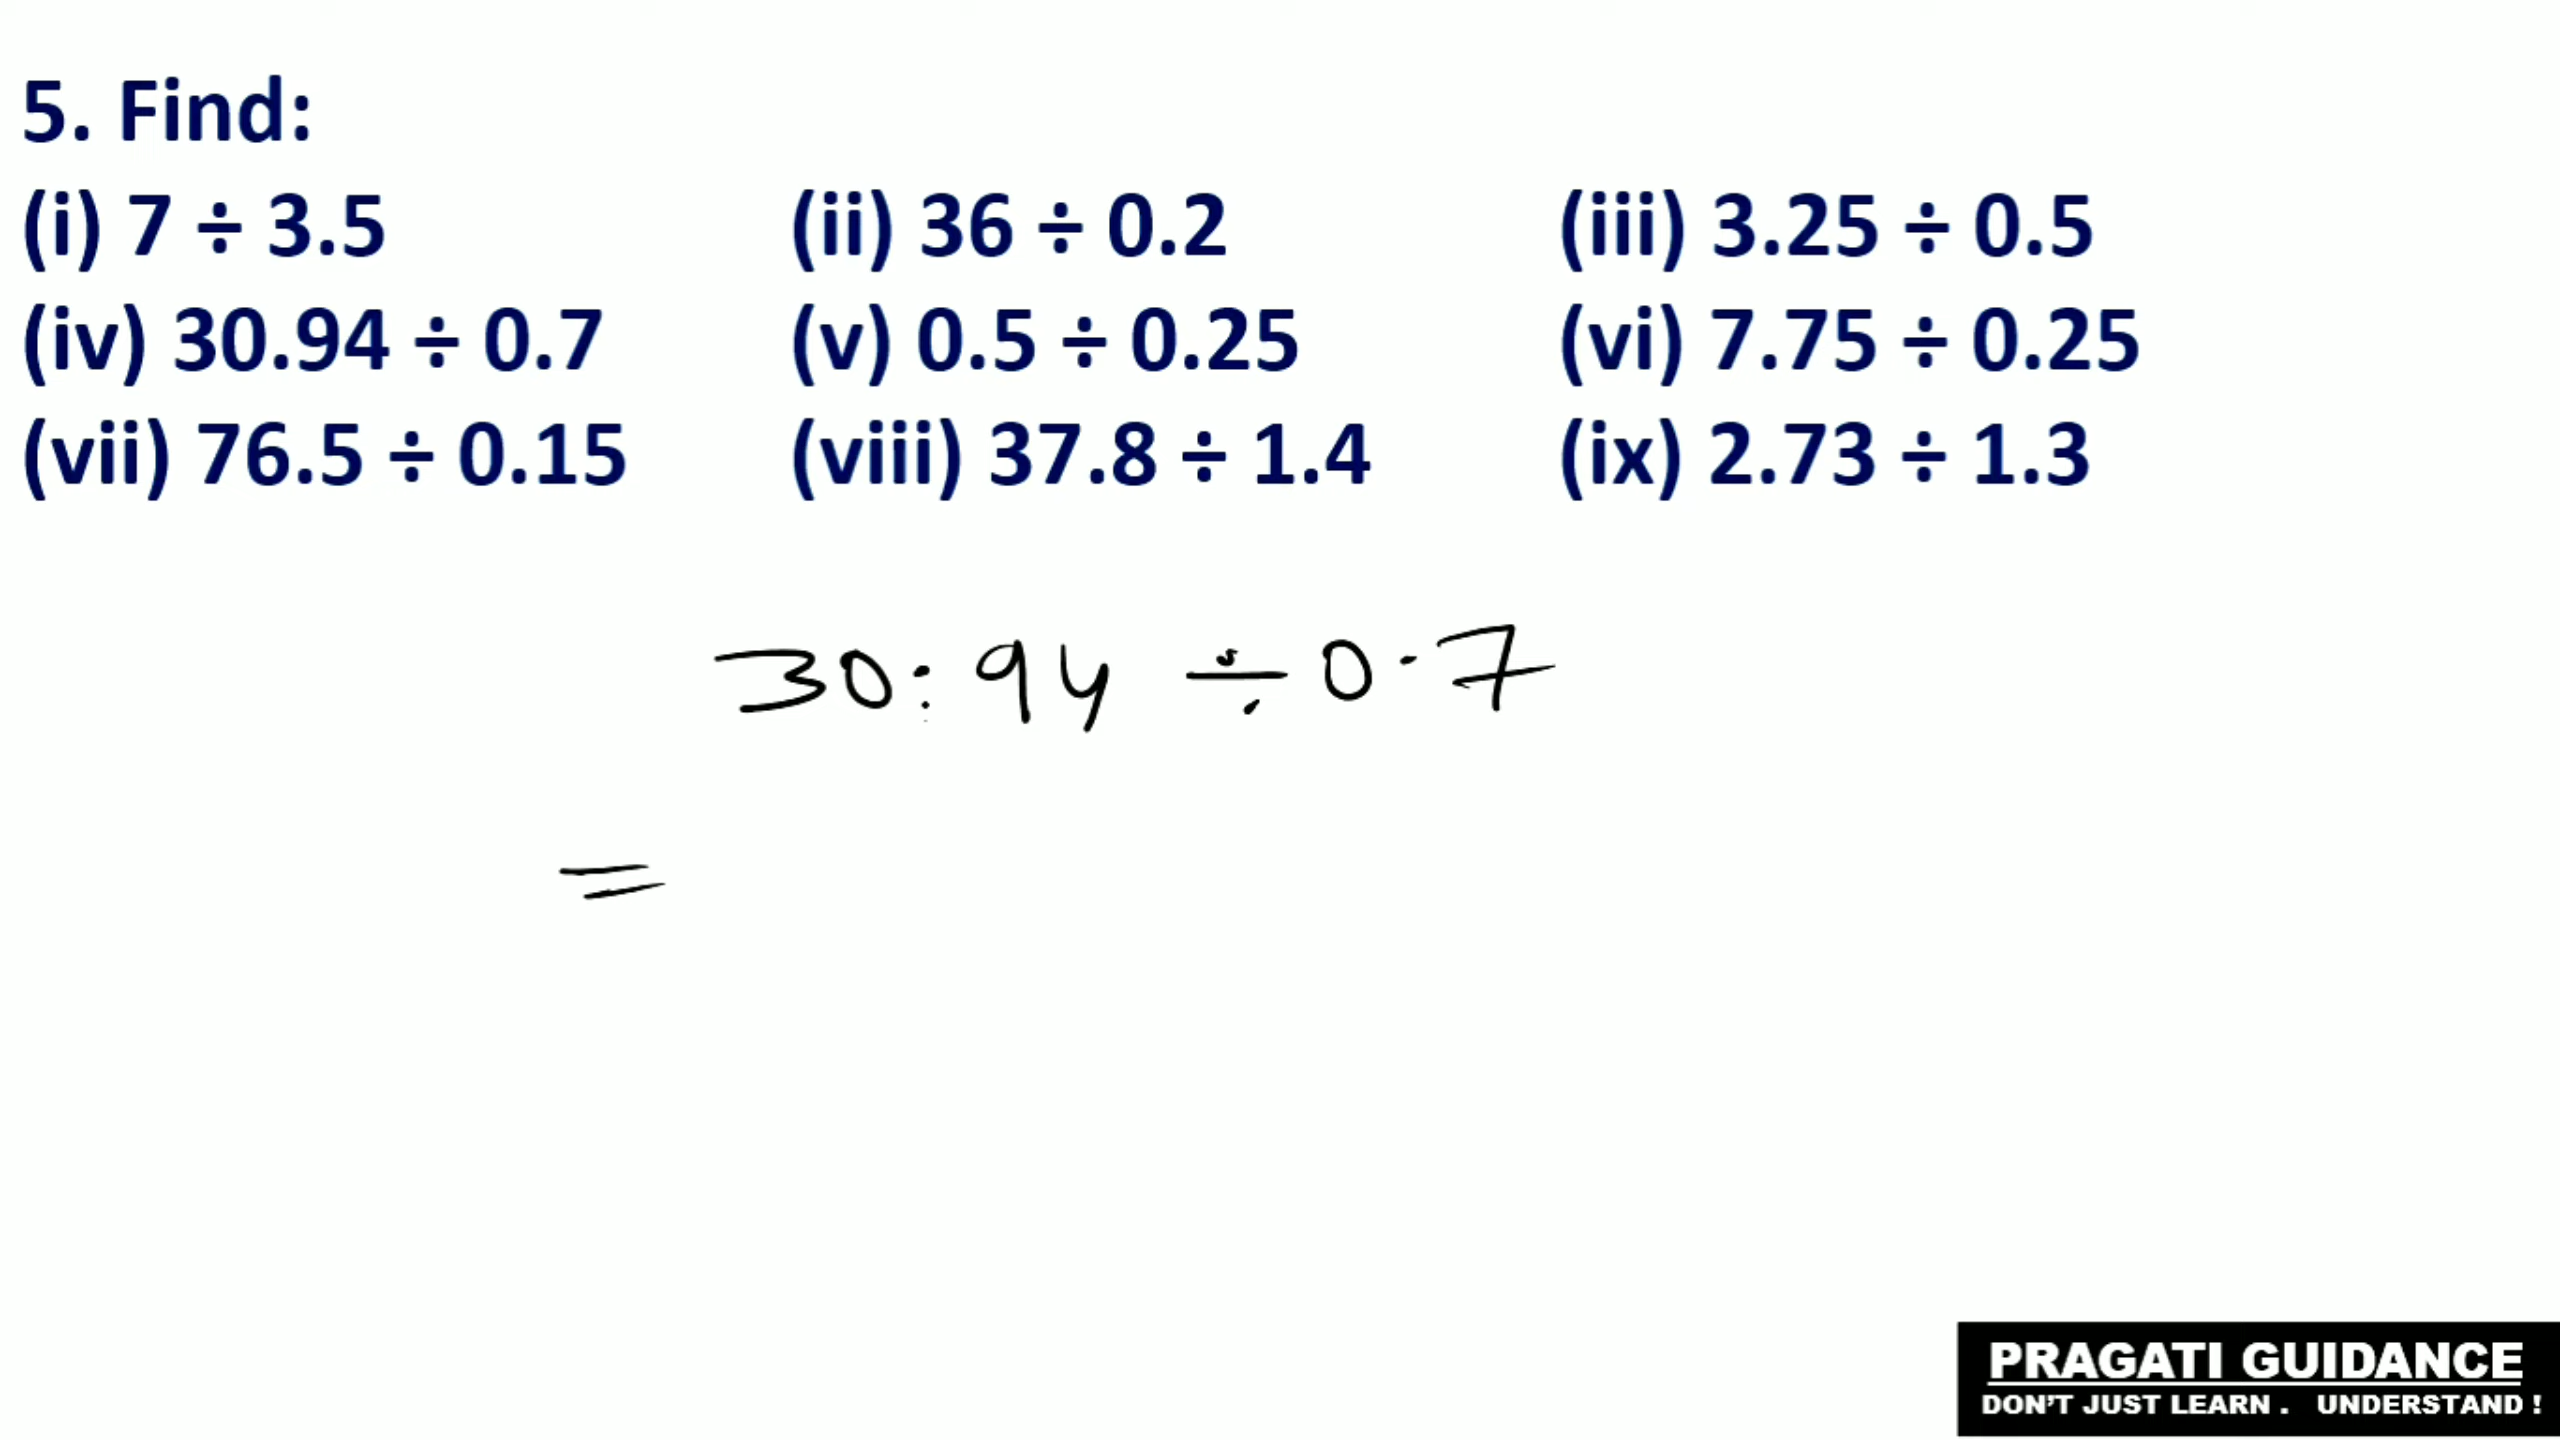 5. Find:
(i) 7 ÷ 3.5 (ii) 36 ÷ 0.2 (iii) 3.25 ÷ 0.5
(iv) 30.94 ÷ 0.7 (v) 0.5 ÷ 0.25 (vi) 7.75 ÷ 0.25
(vii) 76.5 ÷ 0.15 (viii) 37.8 ÷ 1.4 (ix) 2.73 ÷ 1.3
30:94 ÷ 0.7
=
PRAGATI GUIDANCE
DON'T JUST LEARN . UNDERSTAND !